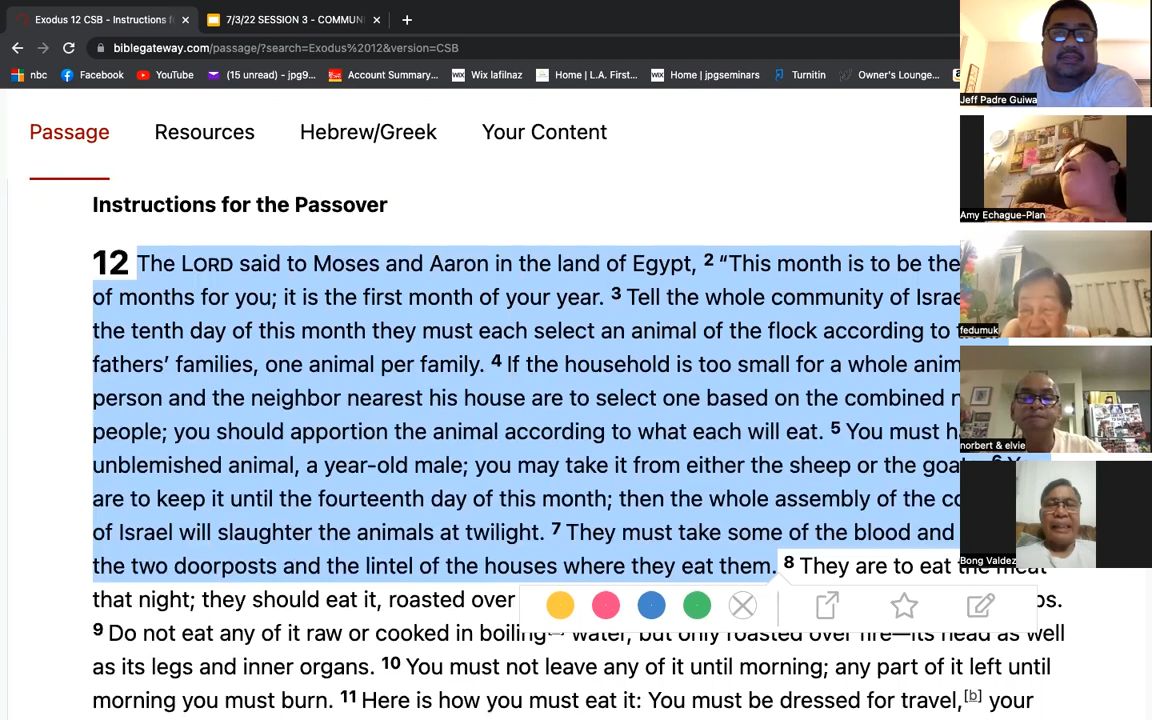 Exodus 12 CSB - Instructions f
7/3/22 SESSION 3 - COMMUN
biblegateway.com/passage/?search=Exodus%2012&version=CSB
nbc Facebook YouTube (15 unread) - jpg9... Account Summary... Wix lafilnaz Home | L.A. First... Home | jpgseminars Turnitin Owner's Lounge...
Passage Resources Hebrew/Greek Your Content
Instructions for the Passover
12 The LORD said to Moses and Aaron in the land of Egypt, 2 “This month is to be the
of months for you; it is the first month of your year. 3 Tell the whole community of Israe
the tenth day of this month they must each select an animal of the flock according to
fathers’ families, one animal per family. 4 If the household is too small for a whole anim
person and the neighbor nearest his house are to select one based on the combined
people; you should apportion the animal according to what each will eat. 5 You must h
unblemished animal, a year-old male; you may take it from either the sheep or the goa
are to keep it until the fourteenth day of this month; then the whole assembly of the co
of Israel will slaughter the animals at twilight. 7 They must take some of the blood and
the two doorposts and the lintel of the houses where they eat them. 8 They are to eat the meat
that night; they should eat it, roasted over
9 Do not eat any of it raw or cooked in boiling water, but only roasted over fire—its head as well
as its legs and inner organs. 10 You must not leave any of it until morning; any part of it left until
morning you must burn. 11 Here is how you must eat it: You must be dressed for travel,[b] your
Jeff Padre Guiwa
Amy Echague-Plan
fedumuk
norbert & elvie
Bong Valdez